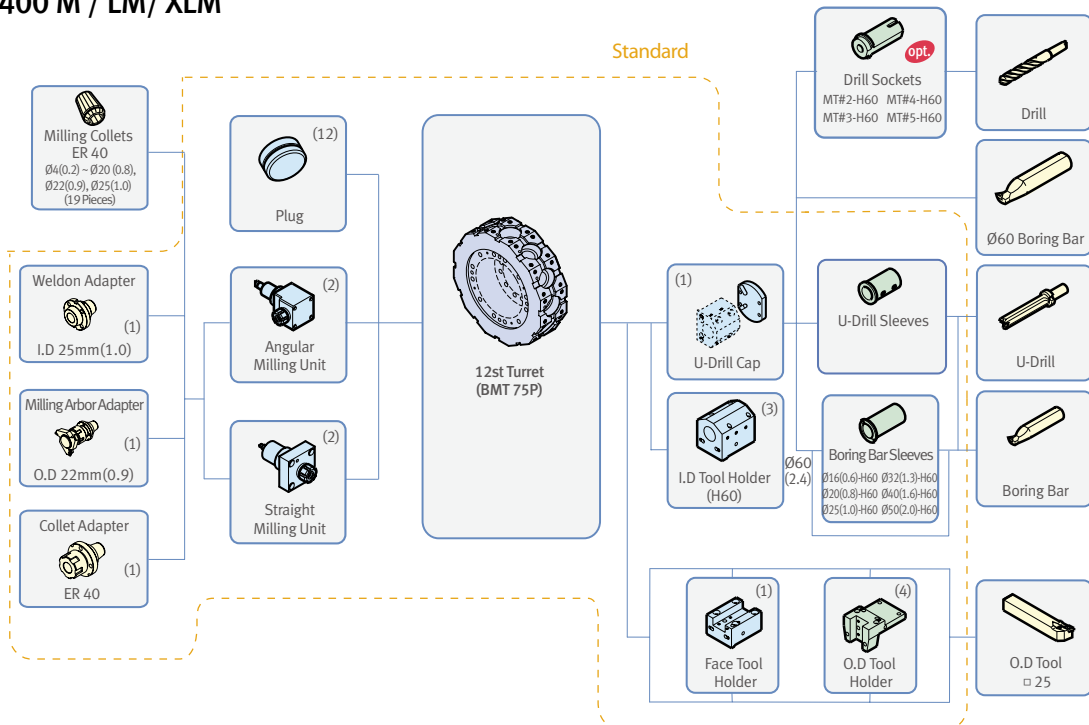 400 M / LM/ XLM
Standard
Milling Collets
ER 40
Ø4(0.2) ~ Ø20 (0.8),
Ø22(0.9), Ø25(1.0)
(19 Pieces)
Weldon Adapter
(1)
I.D 25mm(1.0)
Milling Arbor Adapter
(1)
O.D 22mm(0.9)
Collet Adapter
(1)
ER 40
(12)
Plug
(2)
Angular
Milling Unit
(2)
Straight
Milling Unit
12st Turret
(BMT 75P)
(1)
U-Drill Cap
(3)
I.D Tool Holder
(H60)
Ø60
(2.4)
(1)
Face Tool
Holder
(4)
O.D Tool
Holder
opt.
Drill Sockets
MT#2-H60 MT#4-H60
MT#3-H60 MT#5-H60
U-Drill Sleeves
Boring Bar Sleeves
Ø16(0.6)-H60 Ø32(1.3)-H60
Ø20(0.8)-H60 Ø40(1.6)-H60
Ø25(1.0)-H60 Ø50(2.0)-H60
Drill
Ø60 Boring Bar
U-Drill
Boring Bar
O.D Tool
□ 25